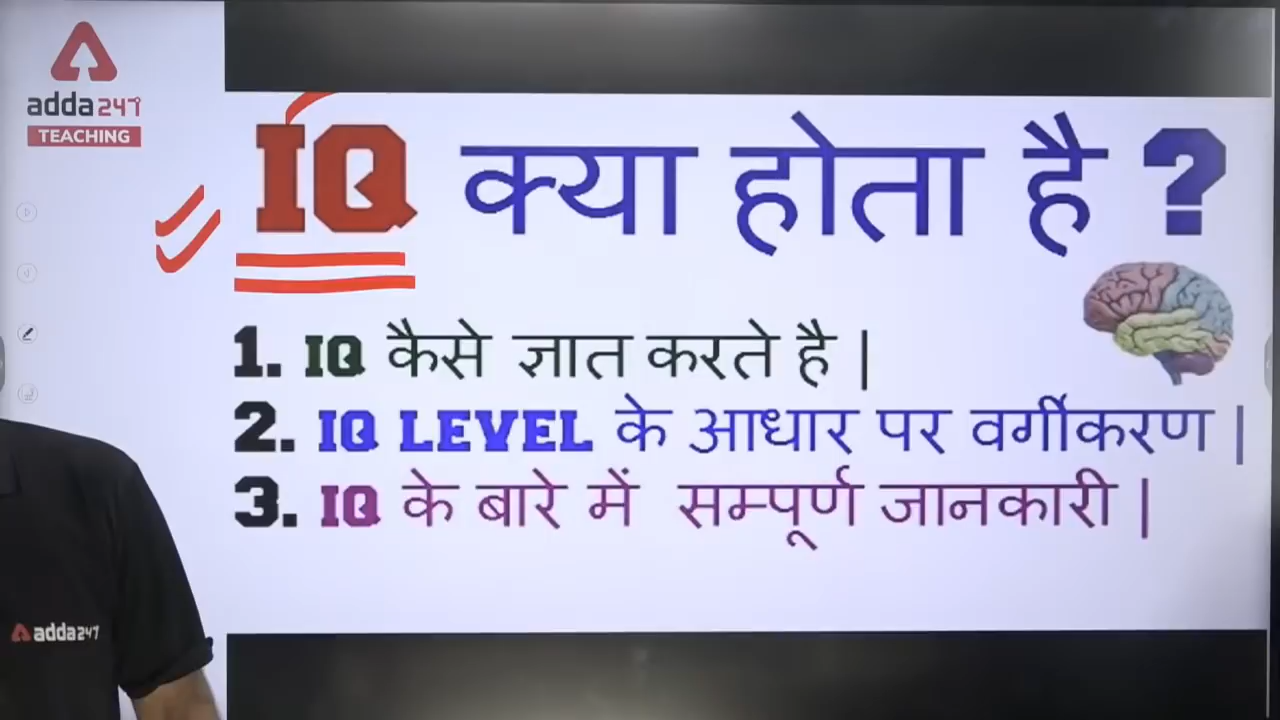 adda247
TEACHING
IQ क्या होता है ?
1. IQ कैसे ज्ञात करते है |
2. IQ LEVEL के आधार पर वर्गीकरण |
3. IQ के बारे में सम्पूर्ण जानकारी |
adda247